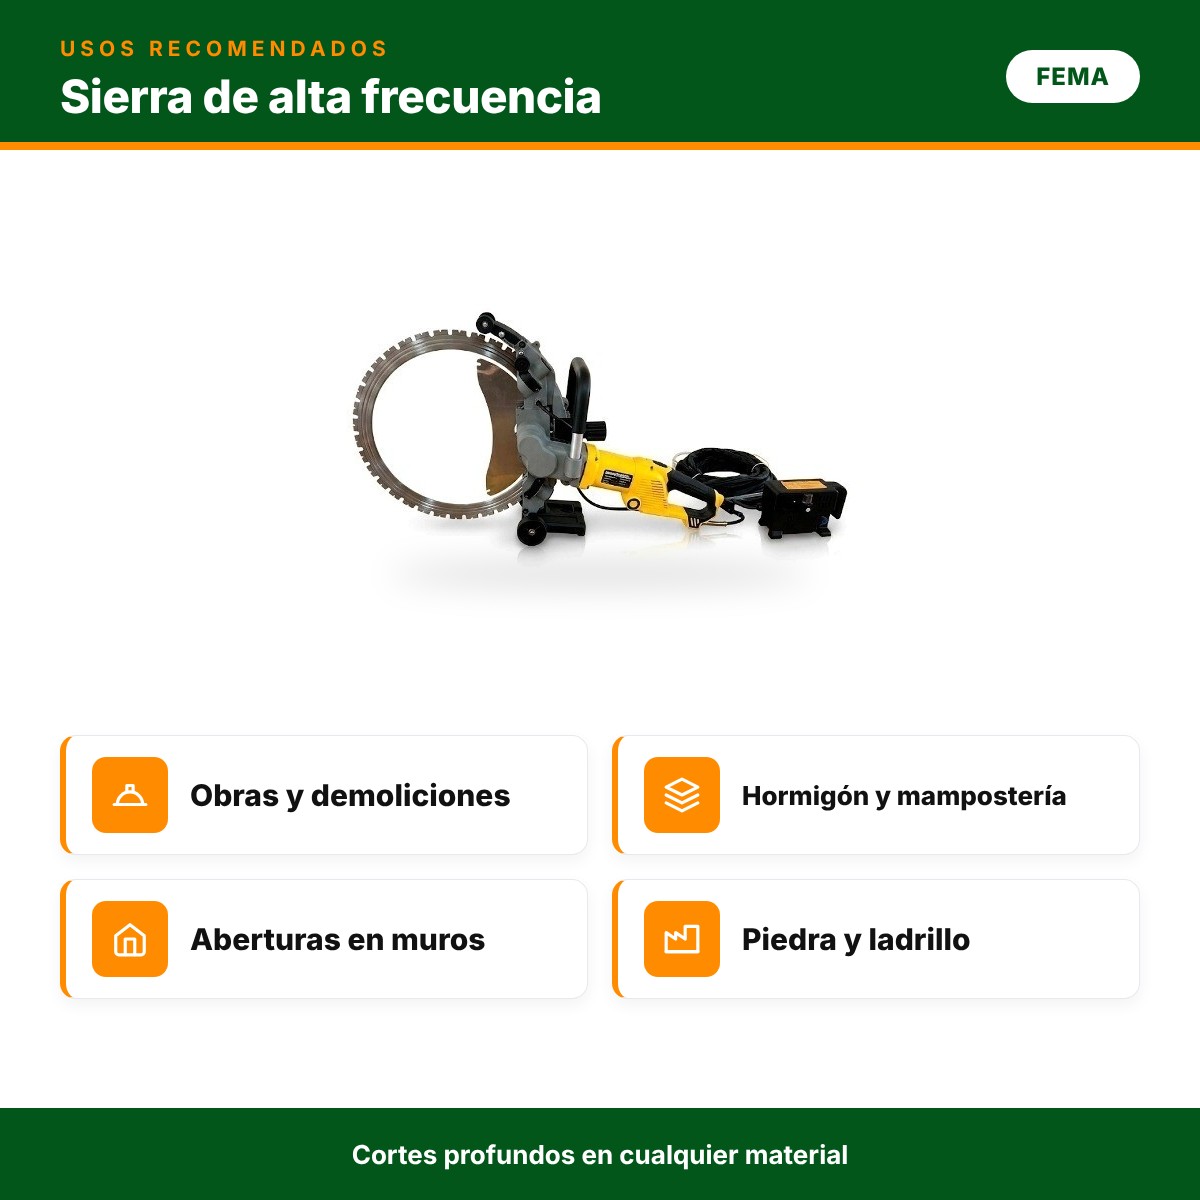 USOS RECOMENDADOS
Sierra de alta frecuencia
FEMA
Obras y demoliciones
Hormigón y mampostería
Aberturas en muros
Piedra y ladrillo
Cortes profundos en cualquier material